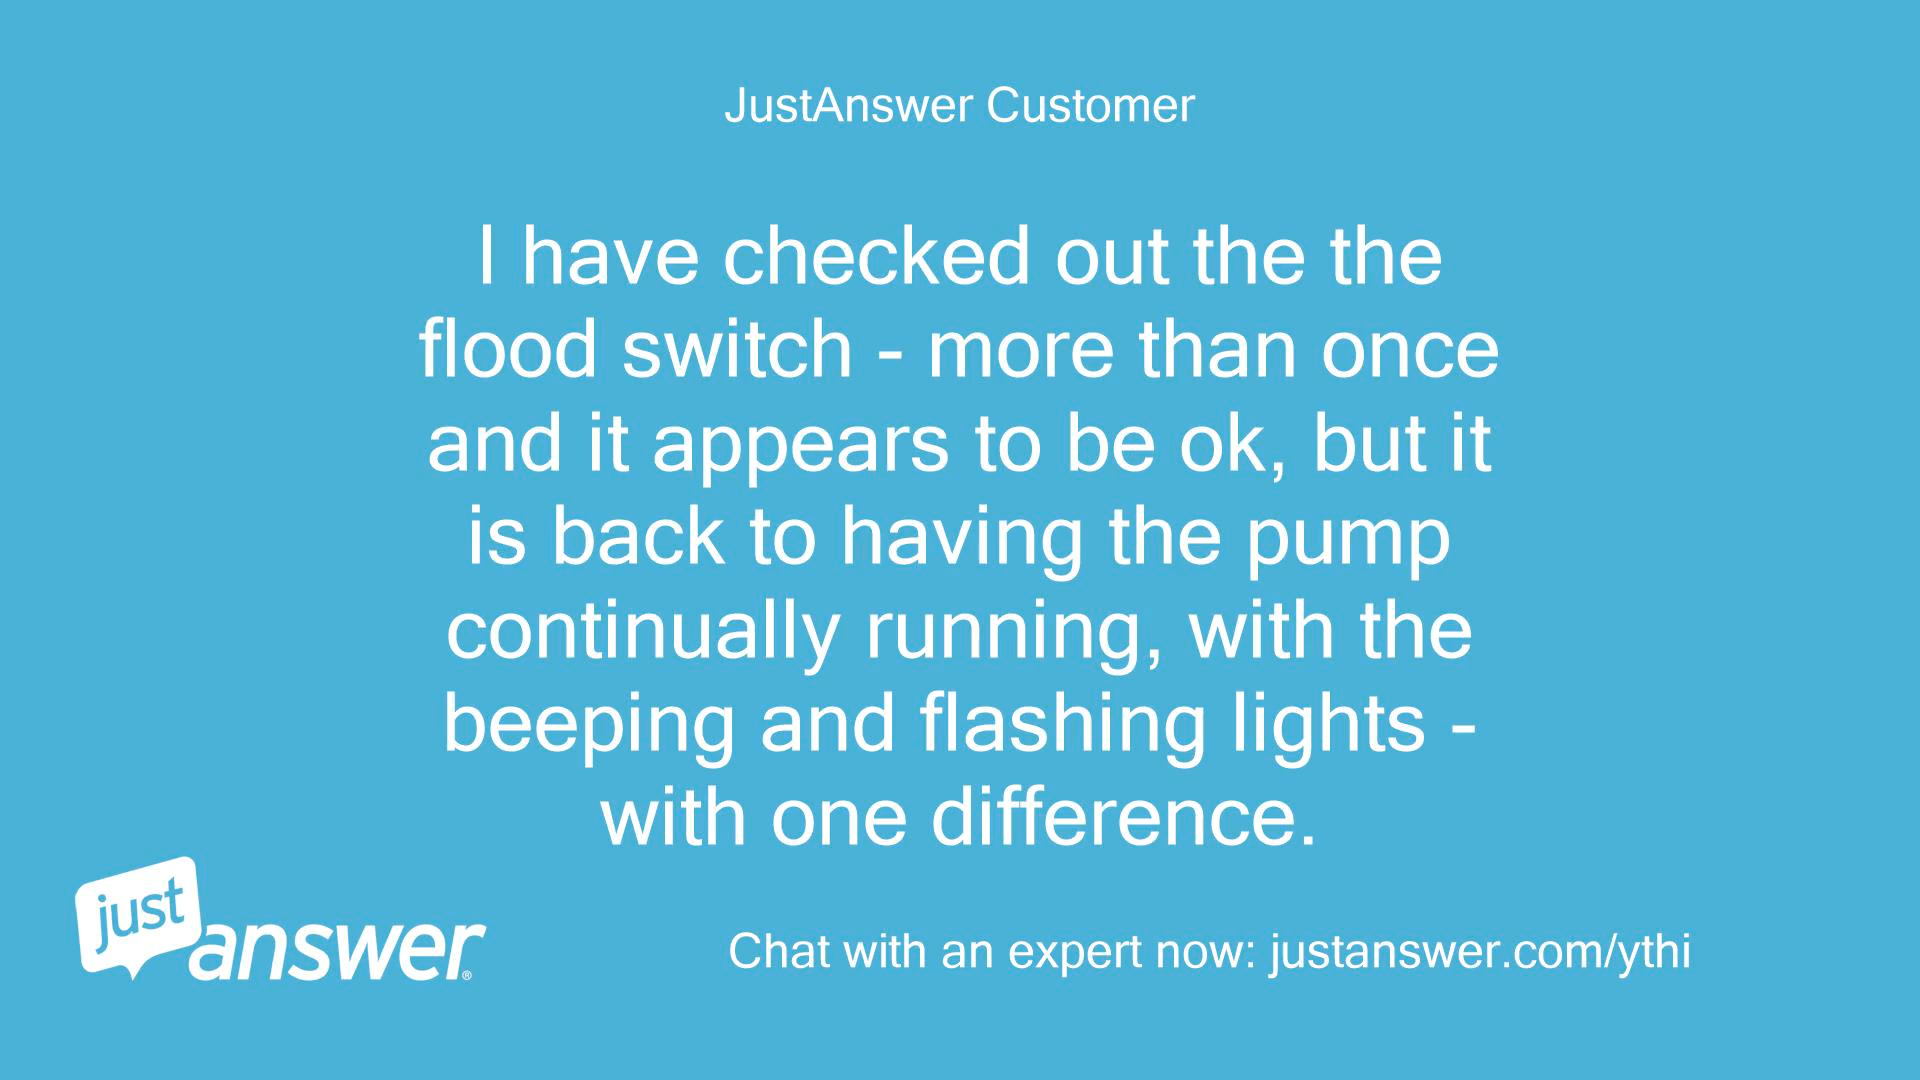 JustAnswer Customer
I have checked out the the
flood switch - more than once
and it appears to be ok, but it
is back to having the pump
continually running, with the
beeping and flashing lights -
with one difference.
just
answer®
Chat with an expert now: justanswer.com/ythi